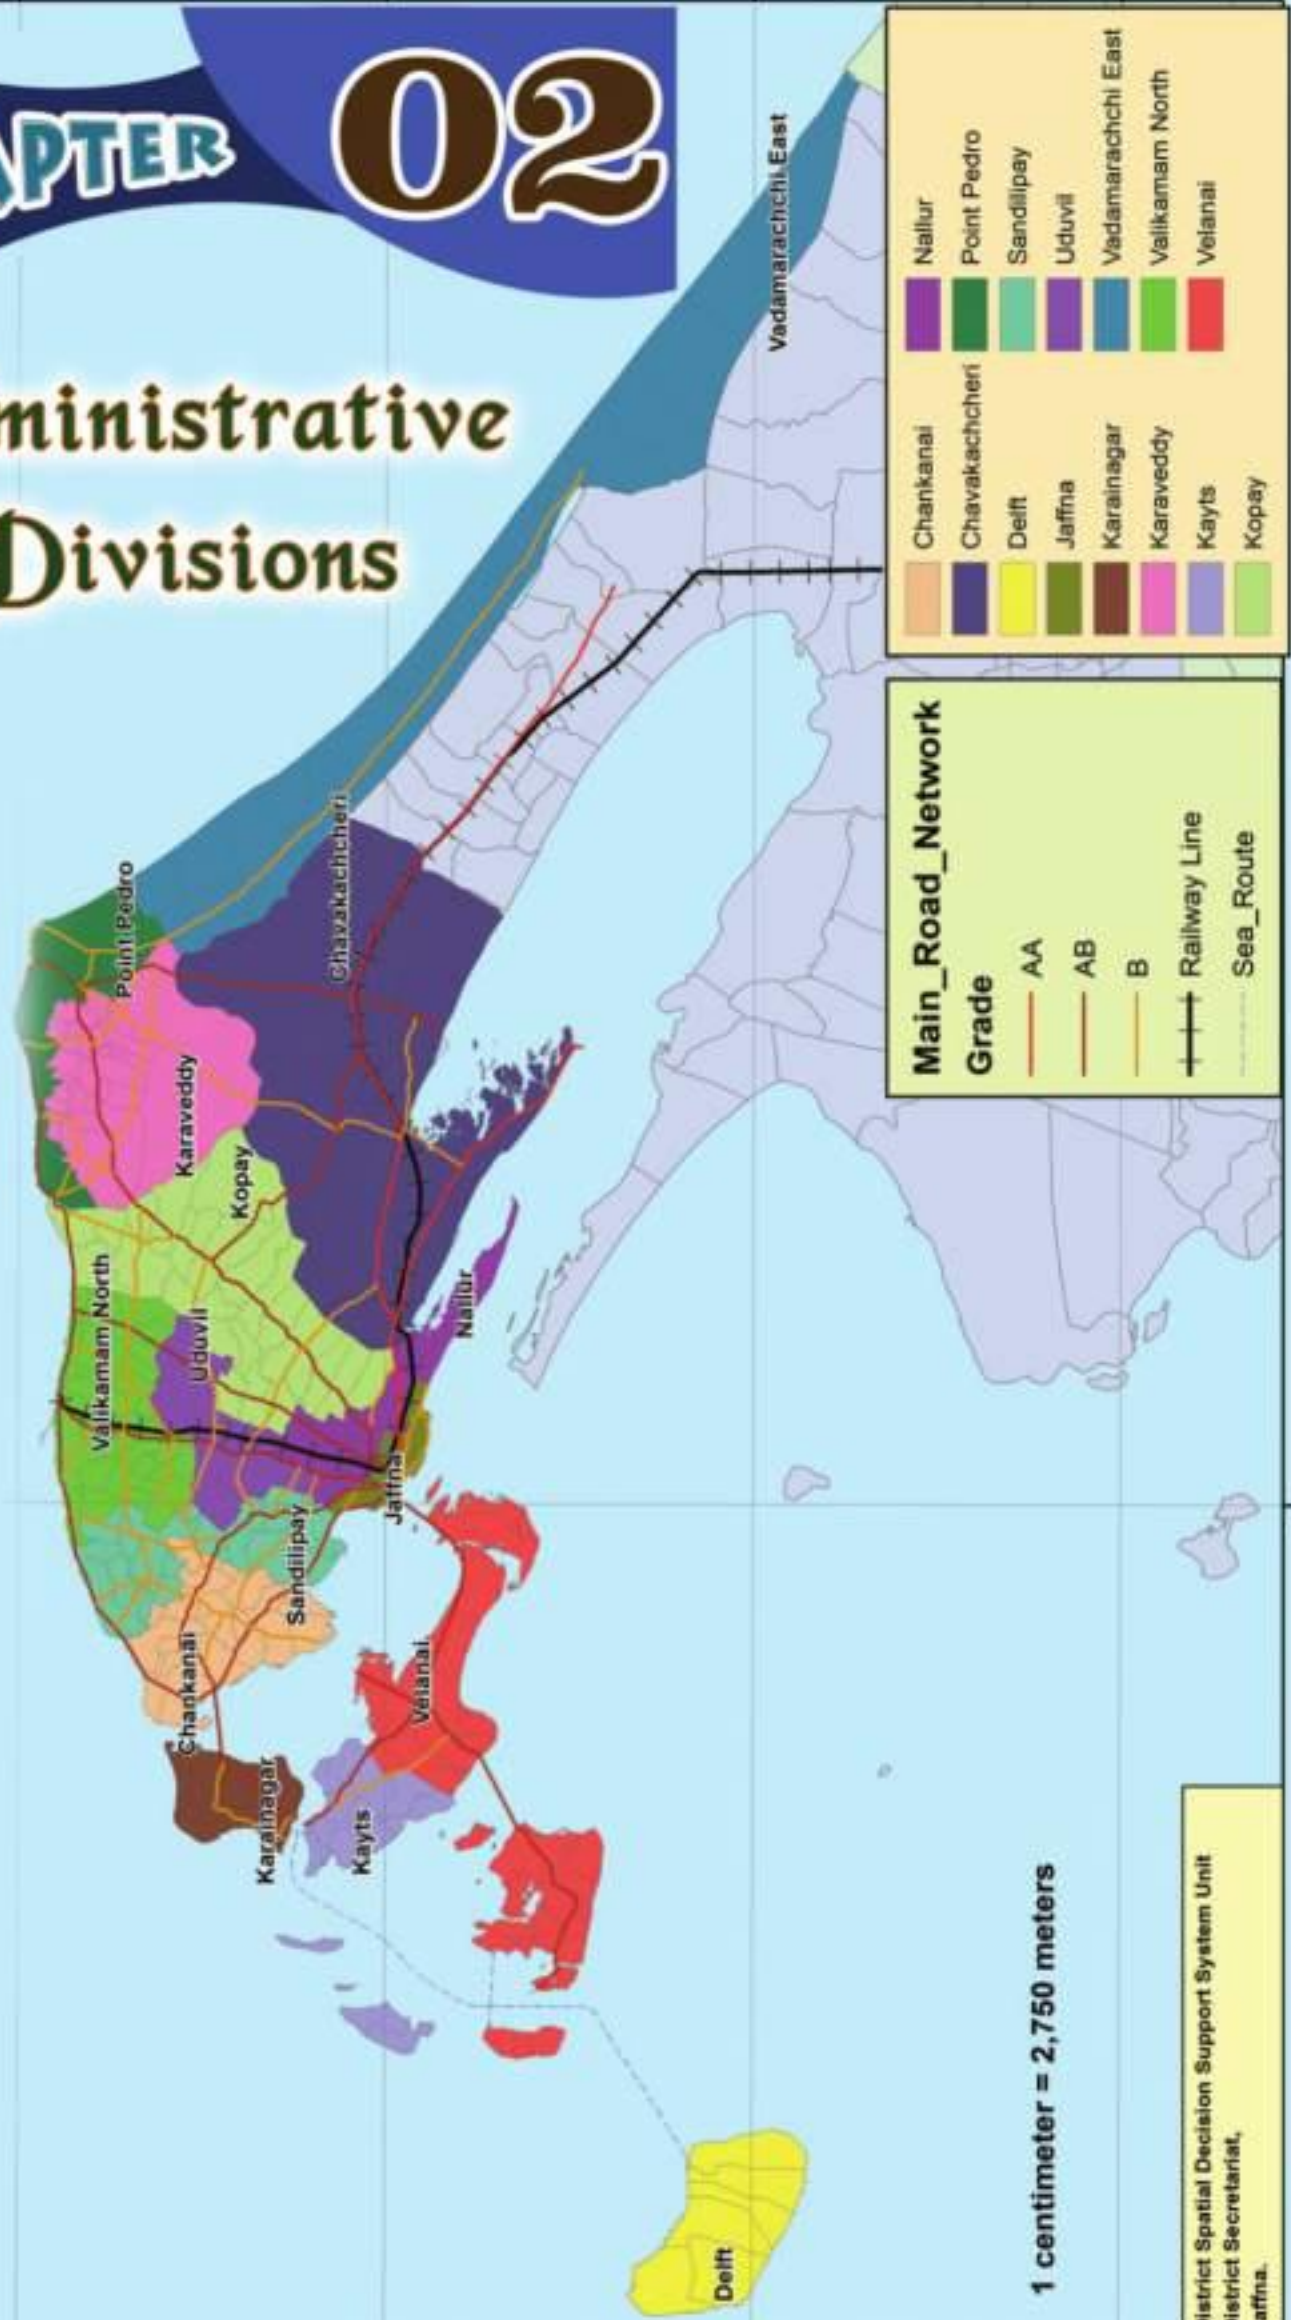 APTER
02
ministrative
Divisions
Point Pedro
Karaveddy
Valikamam North
Kopay
Uduvil
Chavakachcheri
Vadamarachchi East
Nallur
Jaffna
Sandilipay
Chankanai
Karainagar
Kayts
Velanai
Delft
1 centimeter = 2,750 meters
istrict Spatial Decision Support System Unit
istrict Secretariat,
affna.
Main_Road_Network
Grade
AA
AB
B
Railway Line
Sea_Route
Chankanai
Chavakachcheri
Delft
Jaffna
Karainagar
Karaveddy
Kayts
Kopay
Nallur
Point Pedro
Sandilipay
Uduvil
Vadamarachchi East
Valikamam North
Velanai